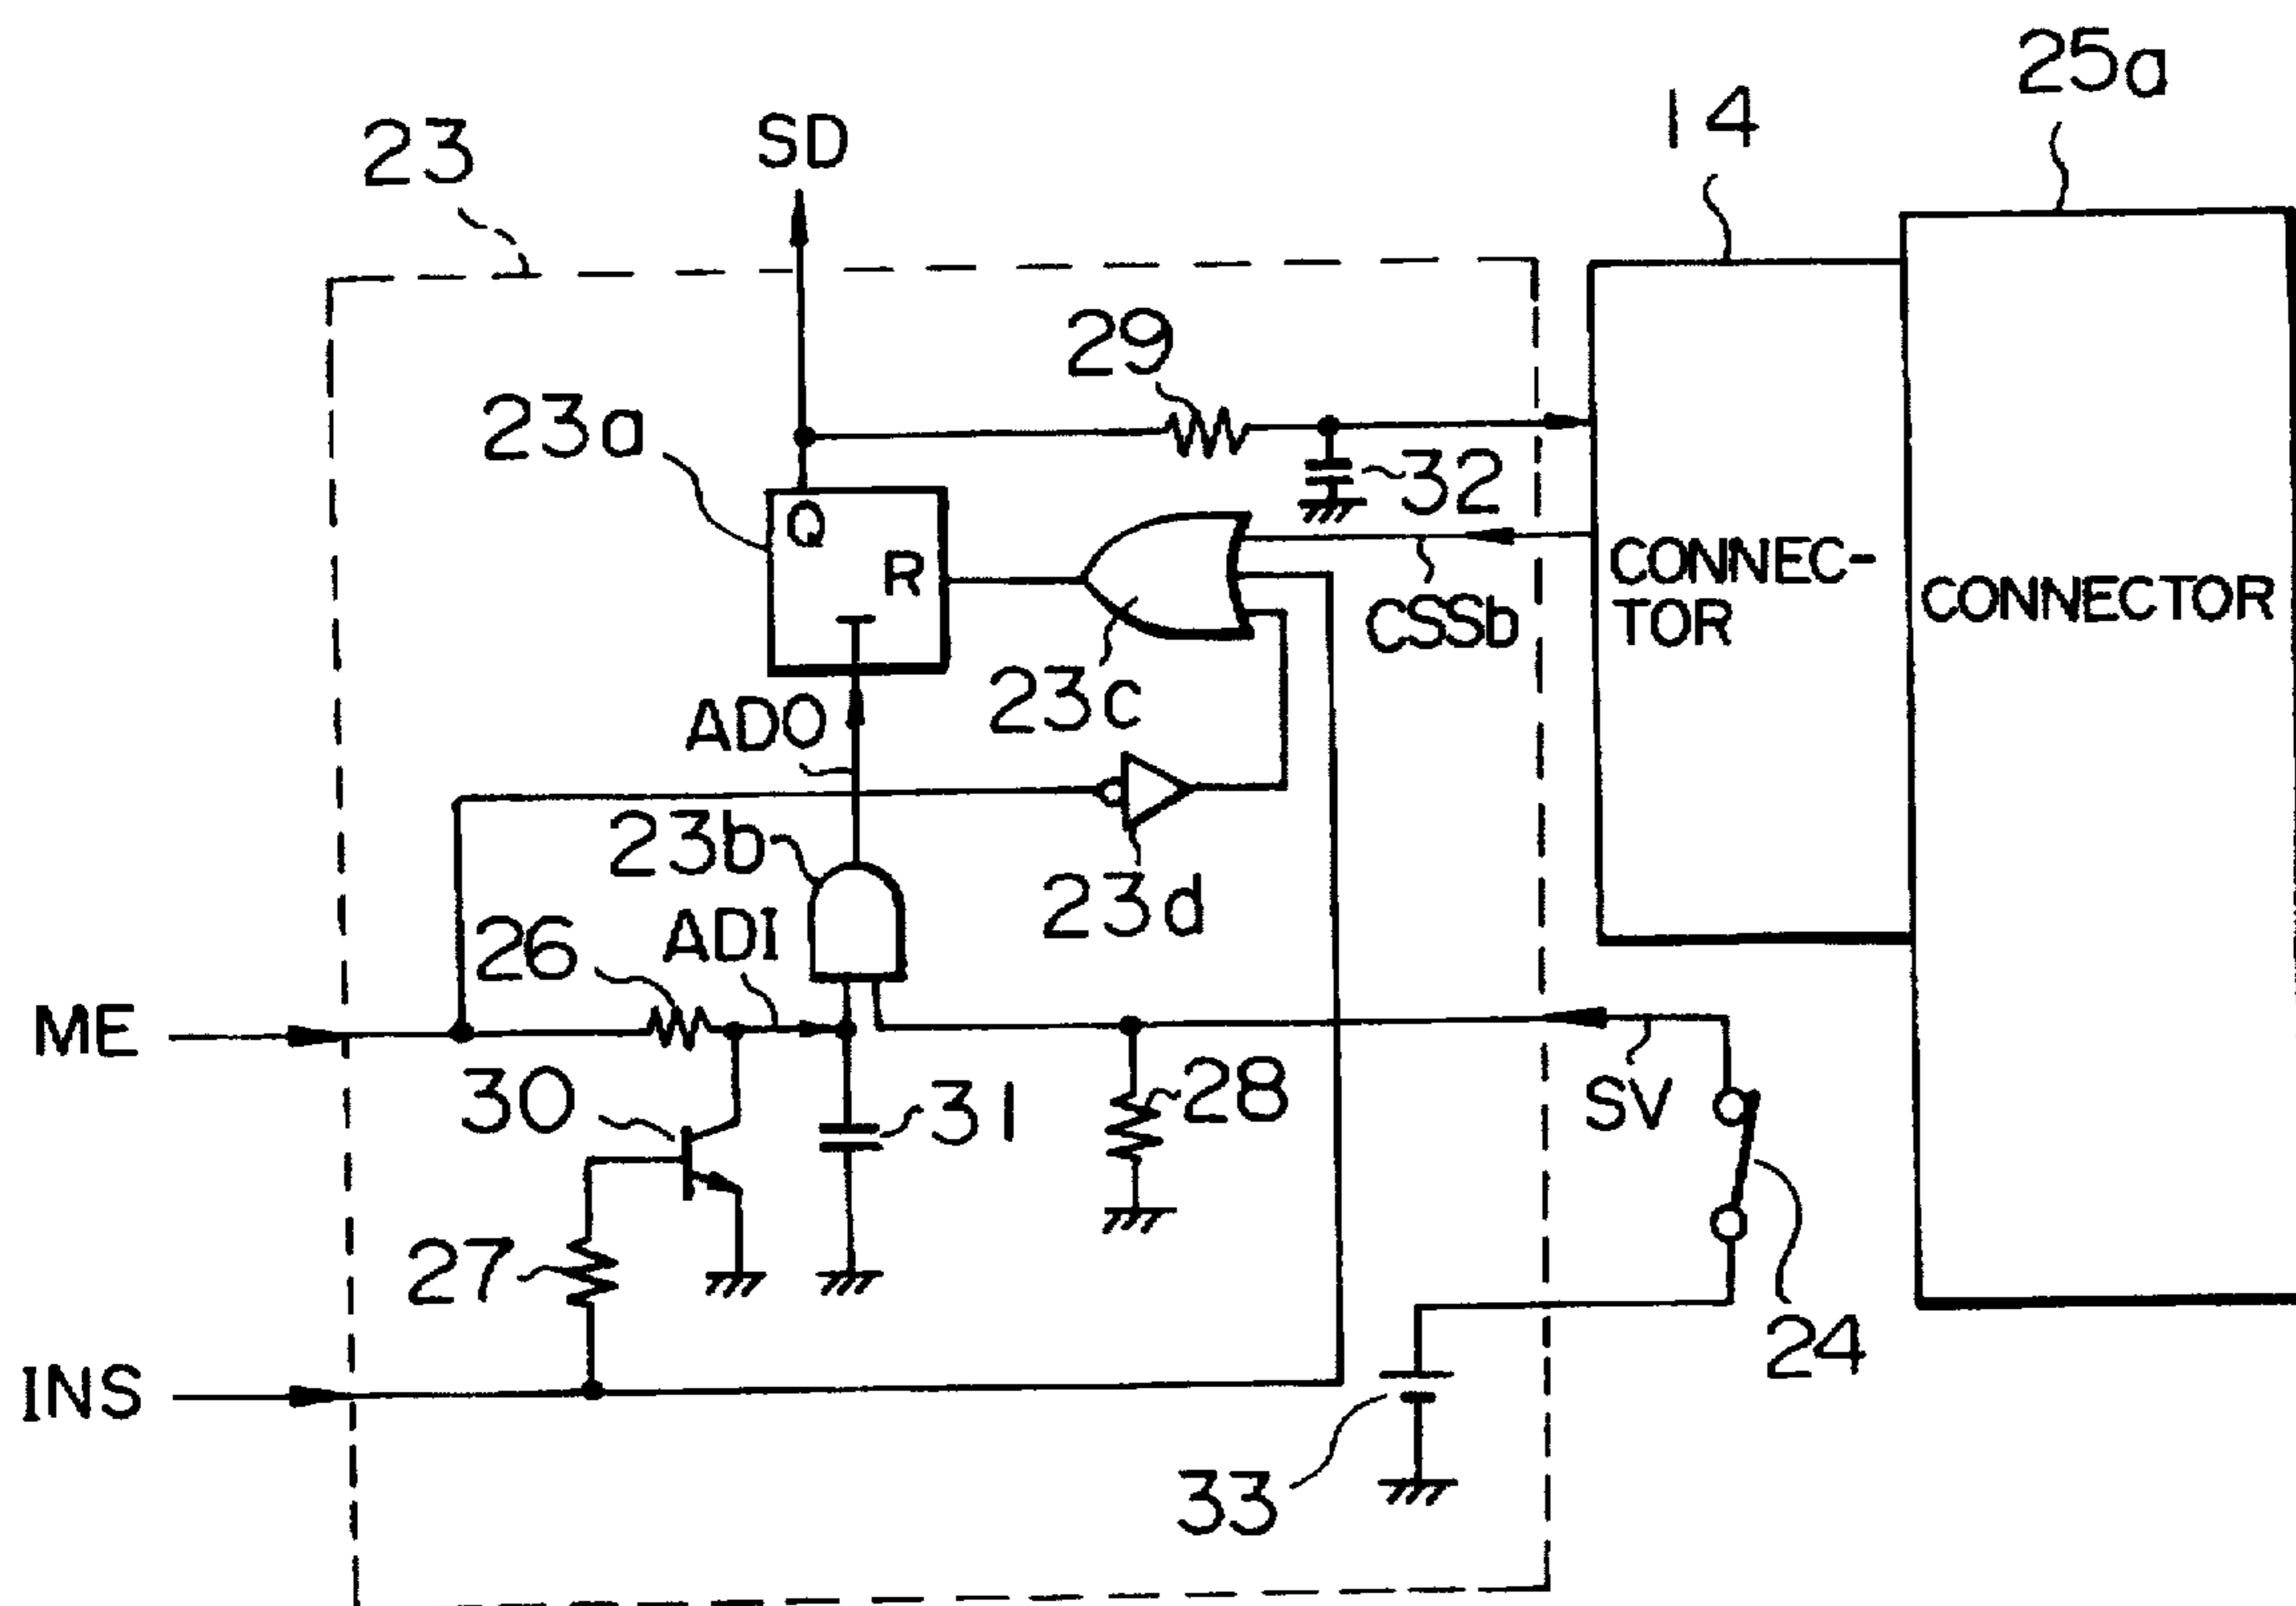 25a
14
SD
23
29
23a
32
Q
R
CONNEC-
TOR
CONNECTOR
CSSb
23c
ADO
23b
23d
26
ADI
ME
30
31
28
SV
27
24
INS
33